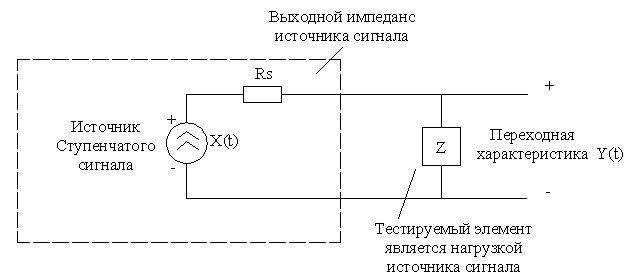 Выходной импеданс
источника сигнала
Rs
+
Источник
Ступенчатого
сигнала
+
X(t)
-
Z
Переходная
характеристика Y(t)
-
Тестируемый элемент
является нагрузкой
источника сигнала